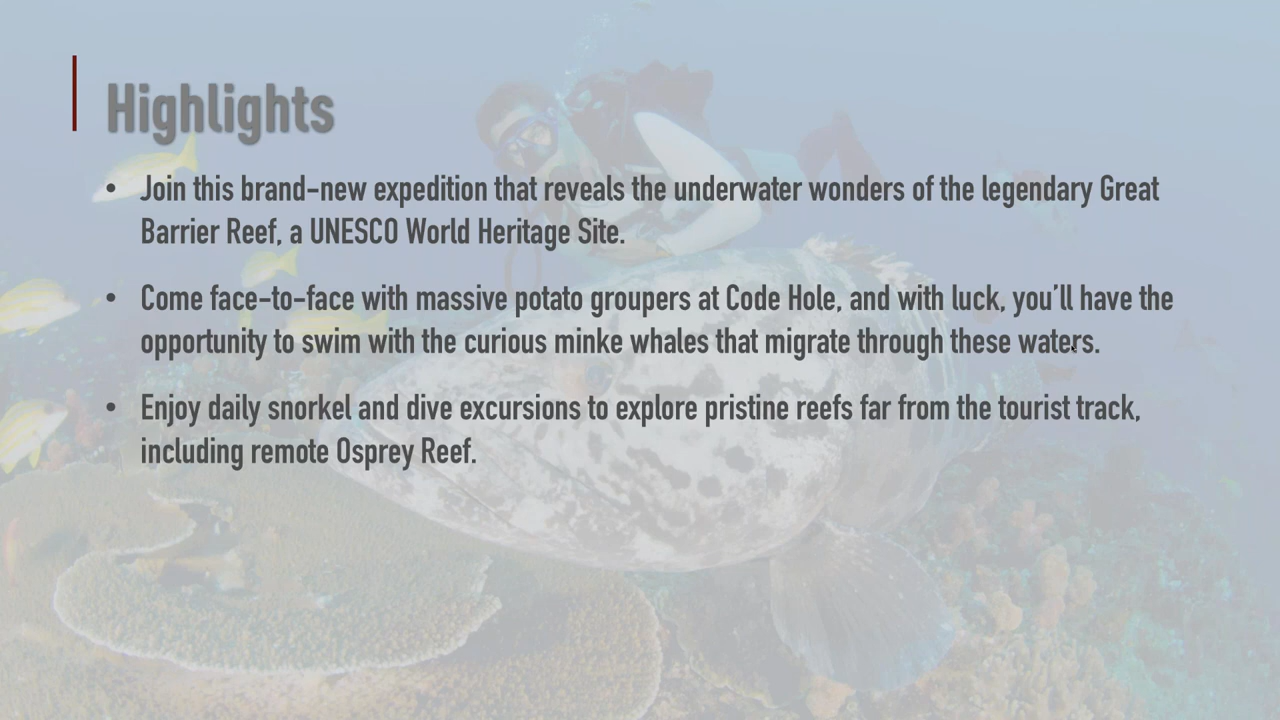 Highlights
• Join this brand-new expedition that reveals the underwater wonders of the legendary Great
Barrier Reef, a UNESCO World Heritage Site.
• Come face-to-face with massive potato groupers at Code Hole, and with luck, you’ll have the
opportunity to swim with the curious minke whales that migrate through these waters.
• Enjoy daily snorkel and dive excursions to explore pristine reefs far from the tourist track,
including remote Osprey Reef.